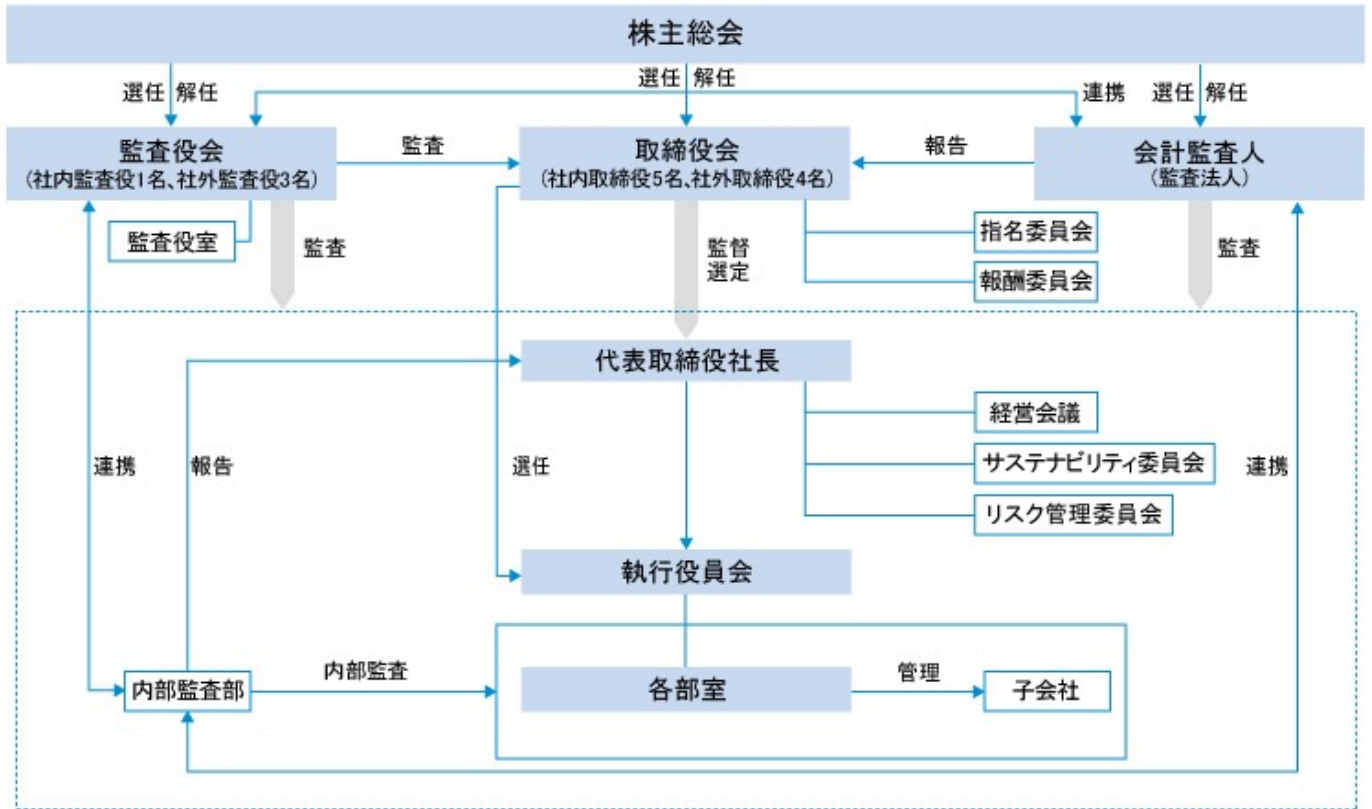 株主総会
選任 解任
選任 解任
連携
選任 解任
監査役会
(社内監査役1名、社外監査役3名)
監査
取締役会
(社内取締役5名、社外取締役4名)
報告
会計監査人
(監査法人)
監査役室
監査
監督
選定
指名委員会
報酬委員会
監査
代表取締役社長
経営会議
連携
報告
選任
サステナビリティ委員会
連携
リスク管理委員会
執行役員会
内部監査部
内部監査
各部室
管理
子会社